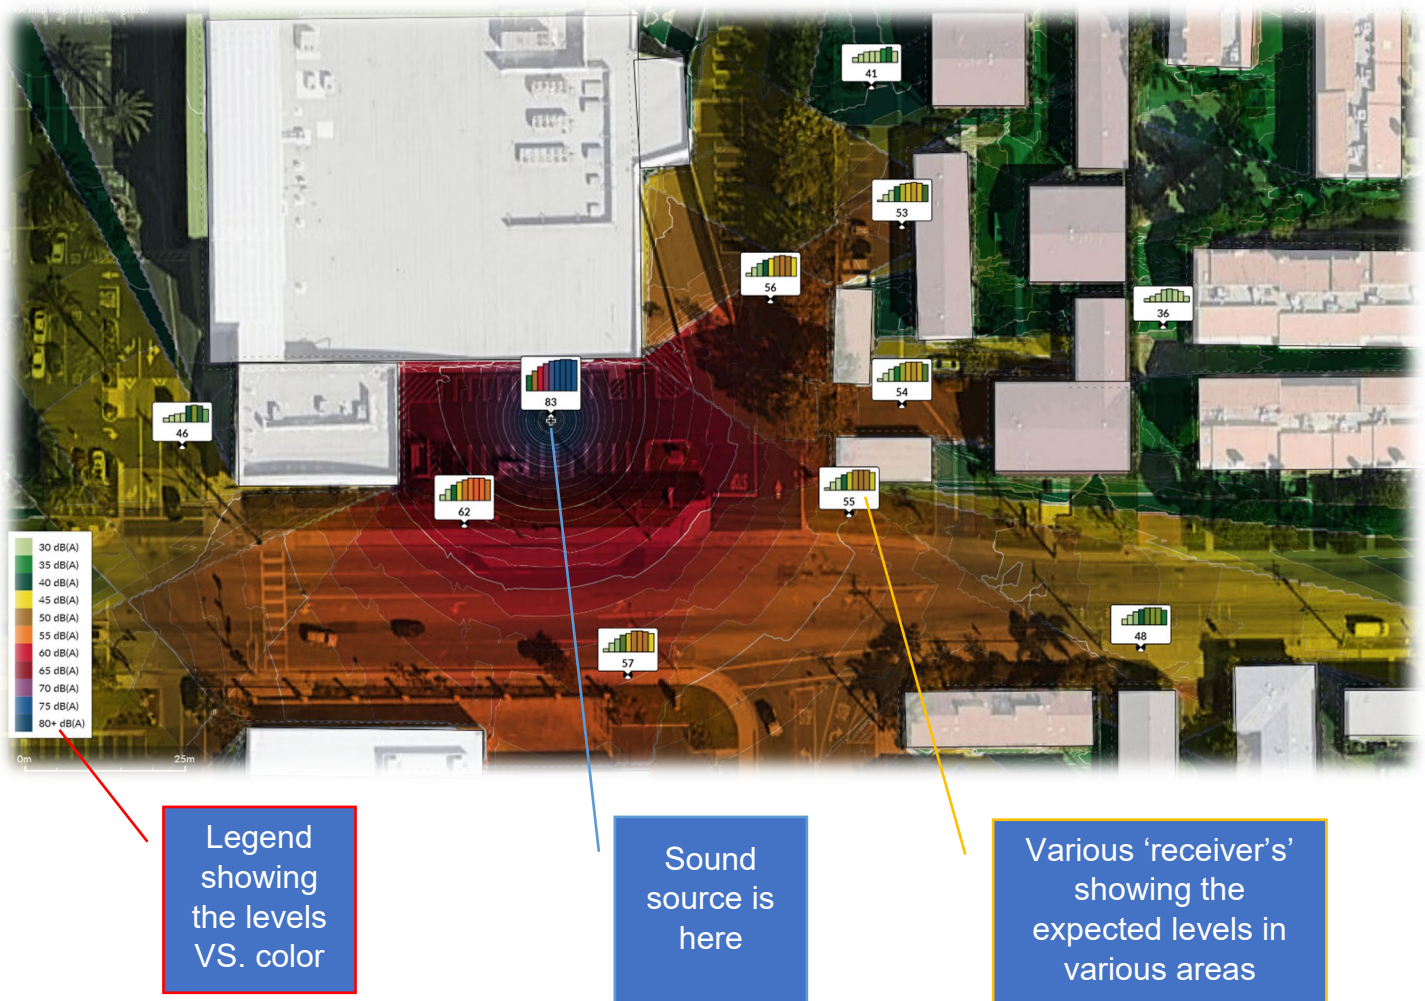 41
53
56
36
83
54
46
62
55
48
57
30 dB(A)
35 dB(A)
40 dB(A)
45 dB(A)
50 dB(A)
55 dB(A)
60 dB(A)
65 dB(A)
70 dB(A)
75 dB(A)
80+ dB(A)
0m
25m
Legend
showing
the levels
VS. color
Sound
source is
here
Various ‘receiver’s’
showing the
expected levels in
various areas